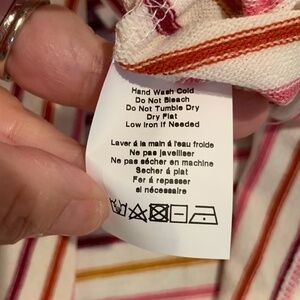 Hand Wash Cold
Do Not Bleach
Do Not Tumble Dry
Dry Flat
Low Iron If Needed
Laver á la main á l'eau froide
Ne pas javelliser
Ne pas sécher en machine
Sécher á plat
Fer á repasser
si nécessaire